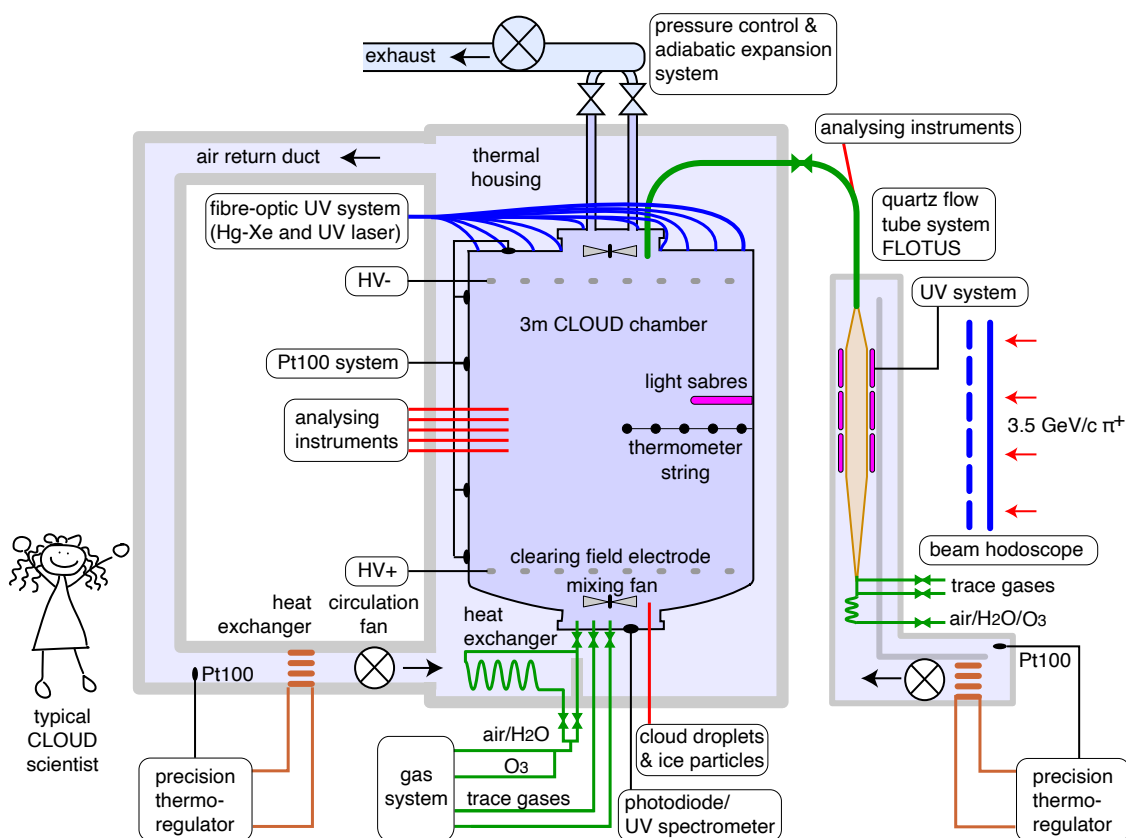 exhaust
pressure control &
adiabatic expansion
system
analysing instruments
air return duct
thermal
housing
fibre-optic UV system
(Hg-Xe and UV laser)
quartz flow
tube system
FLOTUS
HV-
UV system
3m CLOUD chamber
Pt100 system
light sabres
analysing
instruments
thermometer
string
3.5 GeV/c π+
beam hodoscope
clearing field electrode
HV+
mixing fan
trace gases
air/H2O/O3
heat
exchanger
circulation
fan
heat
exchanger
Pt100
Pt100
typical
CLOUD
scientist
precision
thermo-
regulator
gas
system
air/H2O
O3
trace gases
cloud droplets
& ice particles
photodiode/
UV spectrometer
precision
thermo-
regulator